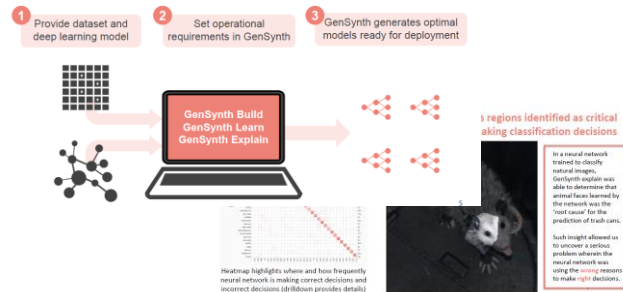 1 Provide dataset and
deep learning model
2 Set operational
requirements in GenSynth
3 GenSynth generates optimal
models ready for deployment
GenSynth Build
GenSynth Learn
GenSynth Explain
regions identified as critical
making classification decisions
In a neural network
trained to classify
natural images,
GenSynth explain was
able to determine that
animal faces learned by
the network was the
'root cause' for the
prediction of trash cans.
Such insight allowed us
to uncover a serious
problem wherein the
neural network was
using the wrong reasons
to make right decisions.
5
Heatmap highlights where and how frequently
neural network is making correct decisions and
incorrect decisions (drilldown provides details)